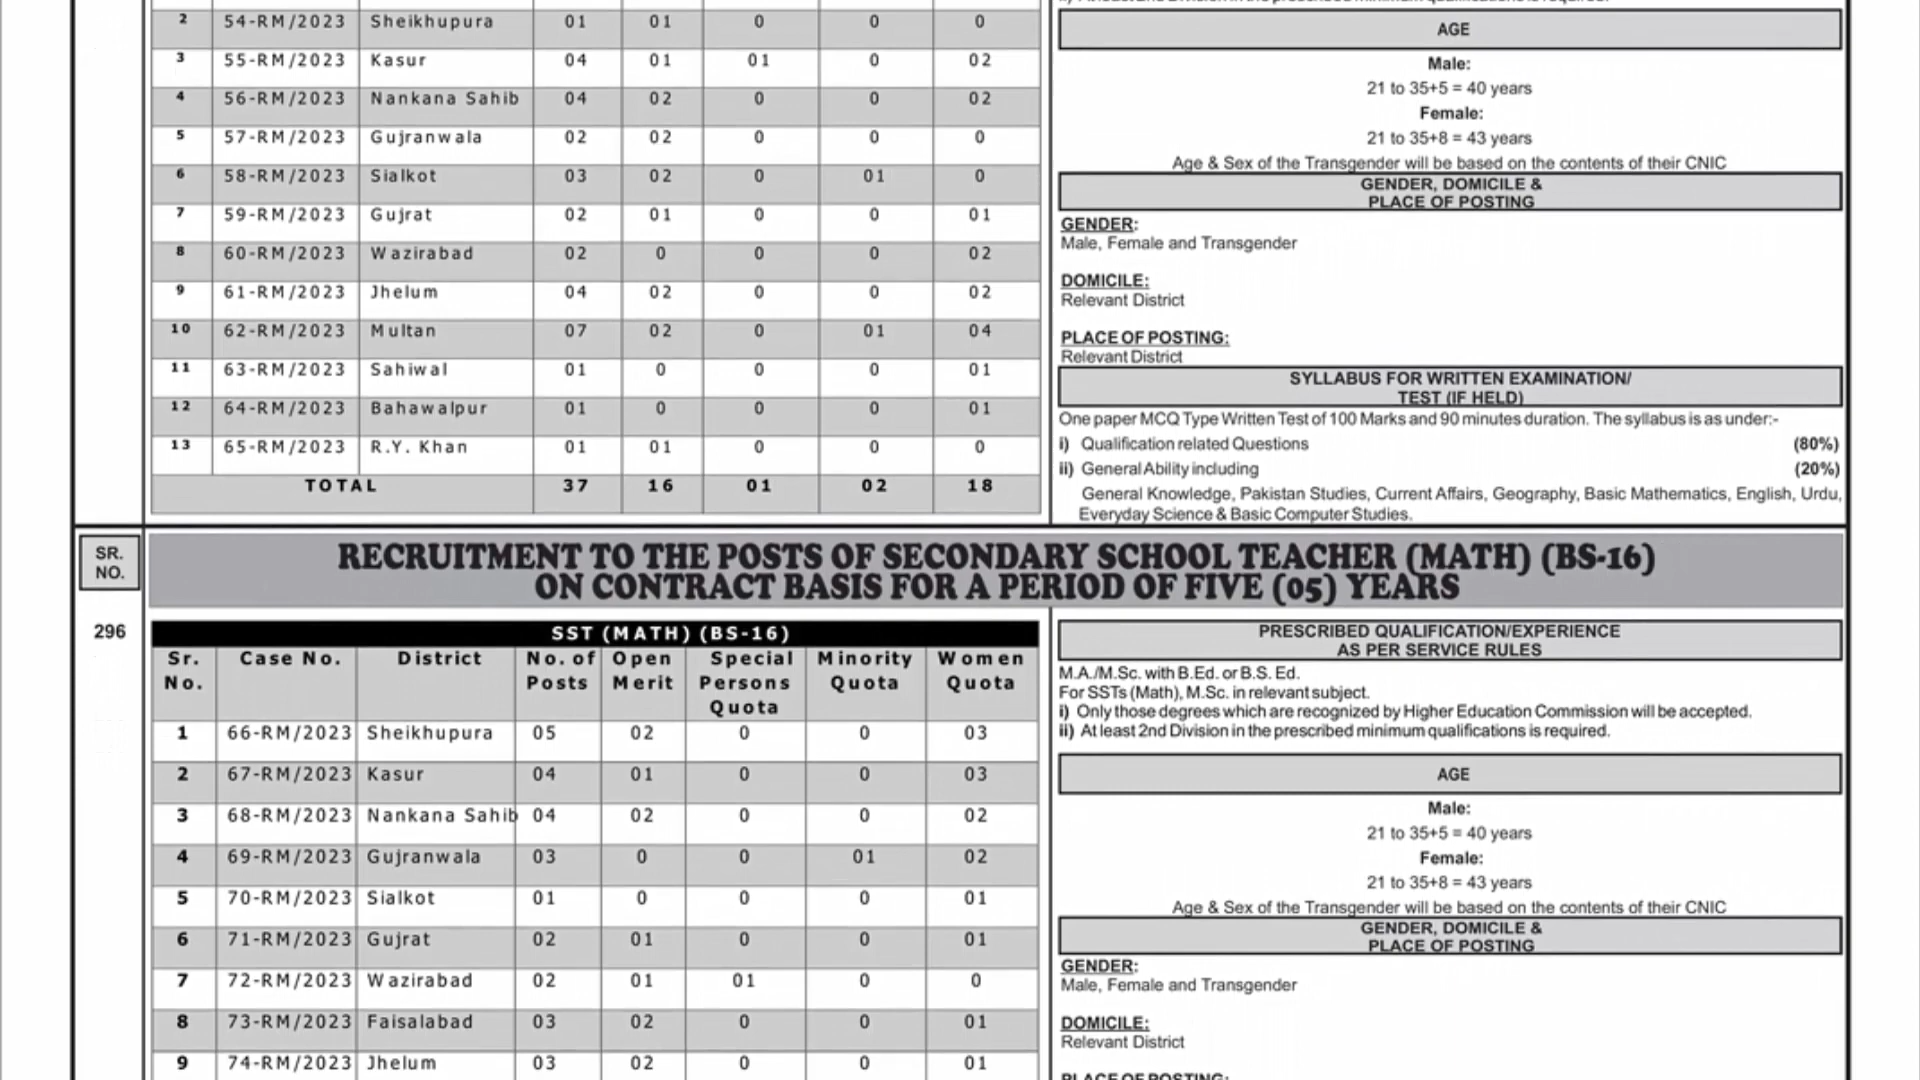 2 54-RM/2023 Sheikhupura 01 01 0 0 0
3 55-RM/2023 Kasur 04 01 01 0 02
4 56-RM/2023 Nankana Sahib 04 02 0 0 02
5 57-RM/2023 Gujranwala 02 02 0 0 0
6 58-RM/2023 Sialkot 03 02 0 01 0
7 59-RM/2023 Gujrat 02 01 0 0 01
8 60-RM/2023 Wazirabad 02 0 0 0 02
9 61-RM/2023 Jhelum 04 02 0 0 02
10 62-RM/2023 Multan 07 02 0 01 04
11 63-RM/2023 Sahiwal 01 0 0 0 01
12 64-RM/2023 Bahawalpur 01 0 0 0 01
13 65-RM/2023 R.Y. Khan 01 01 0 0 0
TOTAL 37 16 01 02 18
AGE
Male:
21 to 35+5 = 40 years
Female:
21 to 35+8 = 43 years
Age & Sex of the Transgender will be based on the contents of their CNIC
GENDER, DOMICILE &
PLACE OF POSTING
GENDER:
Male, Female and Transgender
DOMICILE:
Relevant District
PLACE OF POSTING:
Relevant District
SYLLABUS FOR WRITTEN EXAMINATION/
TEST (IF HELD)
One paper MCQ Type Written Test of 100 Marks and 90 minutes duration. The syllabus is as under:-
i) Qualification related Questions (80%)
ii) General Ability including (20%)
General Knowledge, Pakistan Studies, Current Affairs, Geography, Basic Mathematics, English, Urdu,
Everyday Science & Basic Computer Studies.
SR.
NO.
RECRUITMENT TO THE POSTS OF SECONDARY SCHOOL TEACHER (MATH) (BS-16)
ON CONTRACT BASIS FOR A PERIOD OF FIVE (05) YEARS
296
SST (MATH) (BS-16)
Sr. Case No. District No. of Open Special Minority Women
No. Posts Merit Persons Quota Quota
Quota
1 66-RM/2023 Sheikhupura 05 02 0 0 03
2 67-RM/2023 Kasur 04 01 0 0 03
3 68-RM/2023 Nankana Sahib 04 02 0 0 02
4 69-RM/2023 Gujranwala 03 0 0 01 02
5 70-RM/2023 Sialkot 01 0 0 0 01
6 71-RM/2023 Gujrat 02 01 0 0 01
7 72-RM/2023 Wazirabad 02 01 01 0 0
8 73-RM/2023 Faisalabad 03 02 0 0 01
9 74-RM/2023 Jhelum 03 02 0 0 01
PRESCRIBED QUALIFICATION/EXPERIENCE
AS PER SERVICE RULES
M.A./M.Sc. with B.Ed. or B.S. Ed.
For SSTs (Math), M.Sc. in relevant subject.
i) Only those degrees which are recognized by Higher Education Commission will be accepted.
ii) At least 2nd Division in the prescribed minimum qualifications is required.
AGE
Male:
21 to 35+5 = 40 years
Female:
21 to 35+8 = 43 years
Age & Sex of the Transgender will be based on the contents of their CNIC
GENDER, DOMICILE &
PLACE OF POSTING
GENDER:
Male, Female and Transgender
DOMICILE:
Relevant District
PLACE OF POSTING: